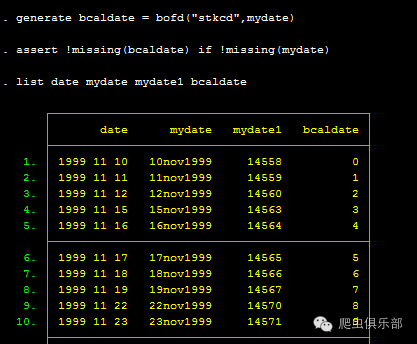 . generate bcaldate = bofd("stkcd",mydate)
. assert !missing(bcaldate) if !missing(mydate)
. list date mydate mydate1 bcaldate
date mydate mydate1 bcaldate
1. 1999 11 10 10nov1999 14558 0
2. 1999 11 11 11nov1999 14559 1
3. 1999 11 12 12nov1999 14560 2
4. 1999 11 15 15nov1999 14563 3
5. 1999 11 16 16nov1999 14564 4
6. 1999 11 17 17nov1999 14565 5
7. 1999 11 18 18nov1999 14566 6
8. 1999 11 19 19nov1999 14567 7
9. 1999 11 22 22nov1999 14570 8
10. 1999 11 23 23nov1999 14571
爬虫俱乐部